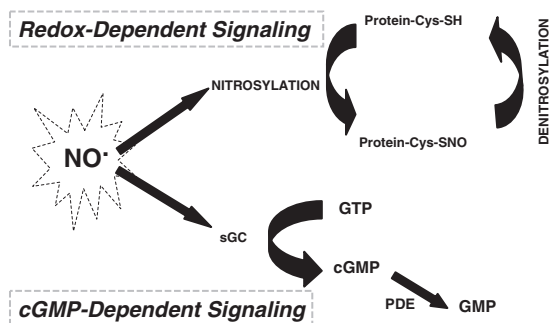 Redox-Dependent Signaling
Protein-Cys-SH
NITROSYLATION
DENITROSYLATION
Protein-Cys-SNO
NO·
GTP
sGC
cGMP
PDE
GMP
cGMP-Dependent Signaling